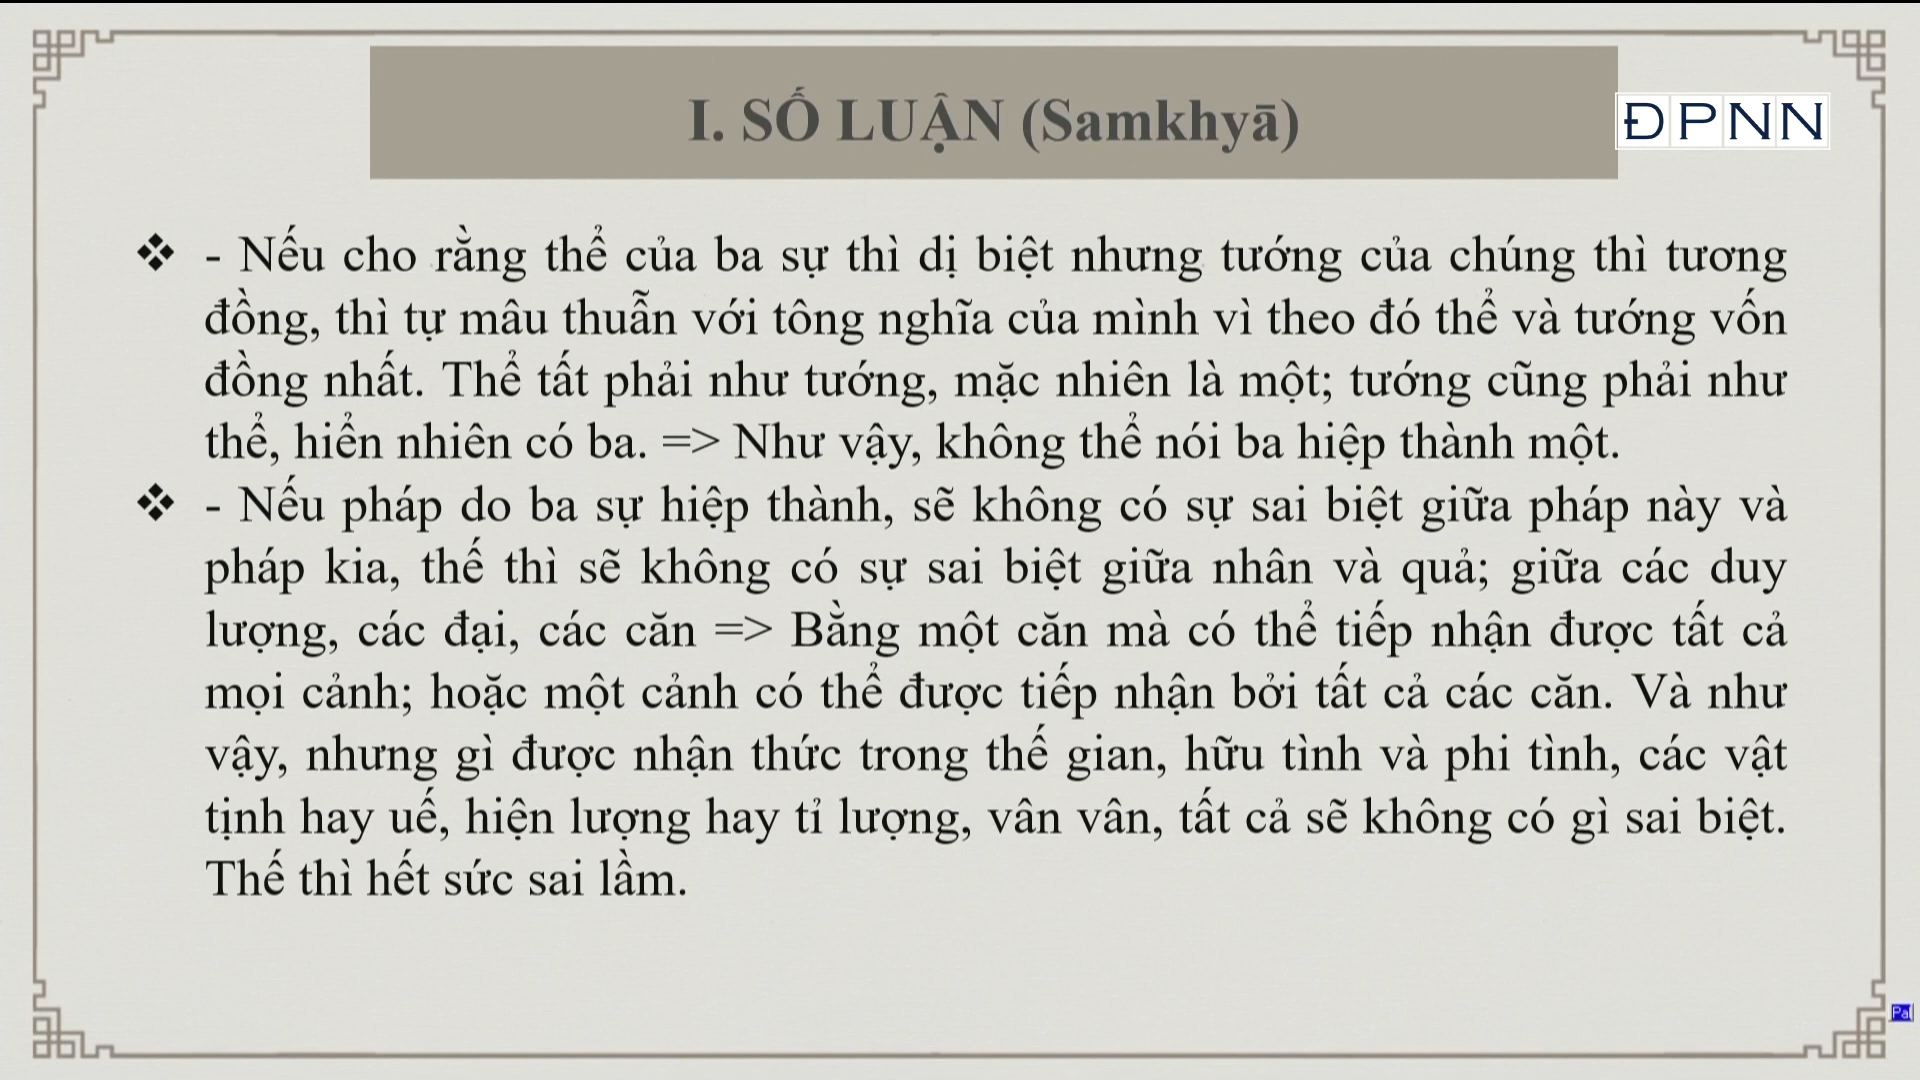 I. SỐ LUẬN (Samkhyā)
ĐPNN
❖ - Nếu cho rằng thể của ba sự thì dị biệt nhưng tướng của chúng thì tương
đồng, thì tự mâu thuẫn với tông nghĩa của mình vì theo đó thể và tướng vốn
đồng nhất. Thể tất phải như tướng, mặc nhiên là một; tướng cũng phải như
thể, hiển nhiên có ba. => Như vậy, không thể nói ba hiệp thành một.
❖ - Nếu pháp do ba sự hiệp thành, sẽ không có sự sai biệt giữa pháp này và
pháp kia, thế thì sẽ không có sự sai biệt giữa nhân và quả; giữa các duy
lượng, các đại, các căn => Bằng một căn mà có thể tiếp nhận được tất cả
mọi cảnh; hoặc một cảnh có thể được tiếp nhận bởi tất cả các căn. Và như
vậy, nhưng gì được nhận thức trong thế gian, hữu tình và phi tình, các vật
tịnh hay uế, hiện lượng hay tỉ lượng, vân vân, tất cả sẽ không có gì sai biệt.
Thế thì hết sức sai lầm.